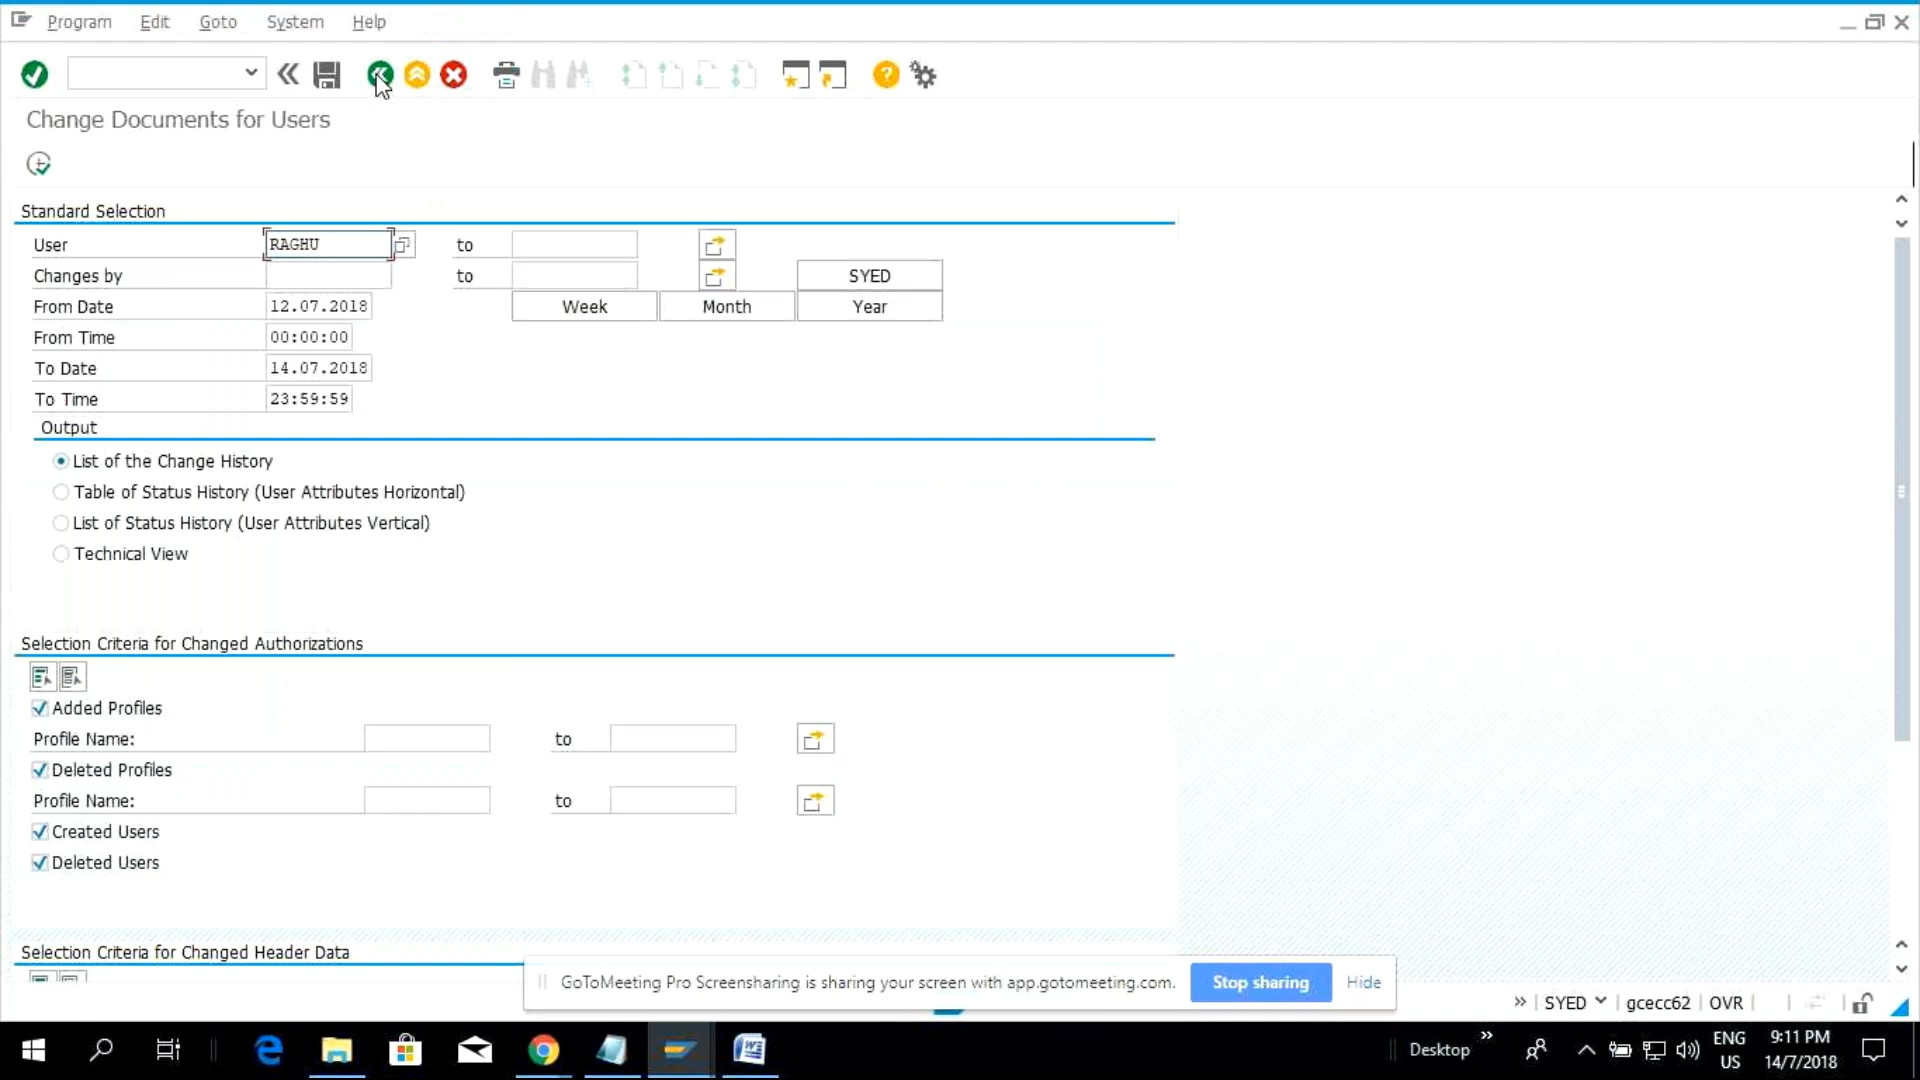 Program Edit Goto System Help
Change Documents for Users
Standard Selection
User RAGHU to
Changes by to SYED
From Date 12.07.2018 Week Month Year
From Time 00:00:00
To Date 14.07.2018
To Time 23:59:59
Output
List of the Change History
Table of Status History (User Attributes Horizontal)
List of Status History (User Attributes Vertical)
Technical View
Selection Criteria for Changed Authorizations
Added Profiles
Profile Name: to
Deleted Profiles
Profile Name: to
Created Users
Deleted Users
Selection Criteria for Changed Header Data
GoToMeeting Pro Screensharing is sharing your screen with app.gotomeeting.com. Stop sharing Hide
SYED gcecc62 OVR
Desktop ENG US 9:11 PM 14/7/2018